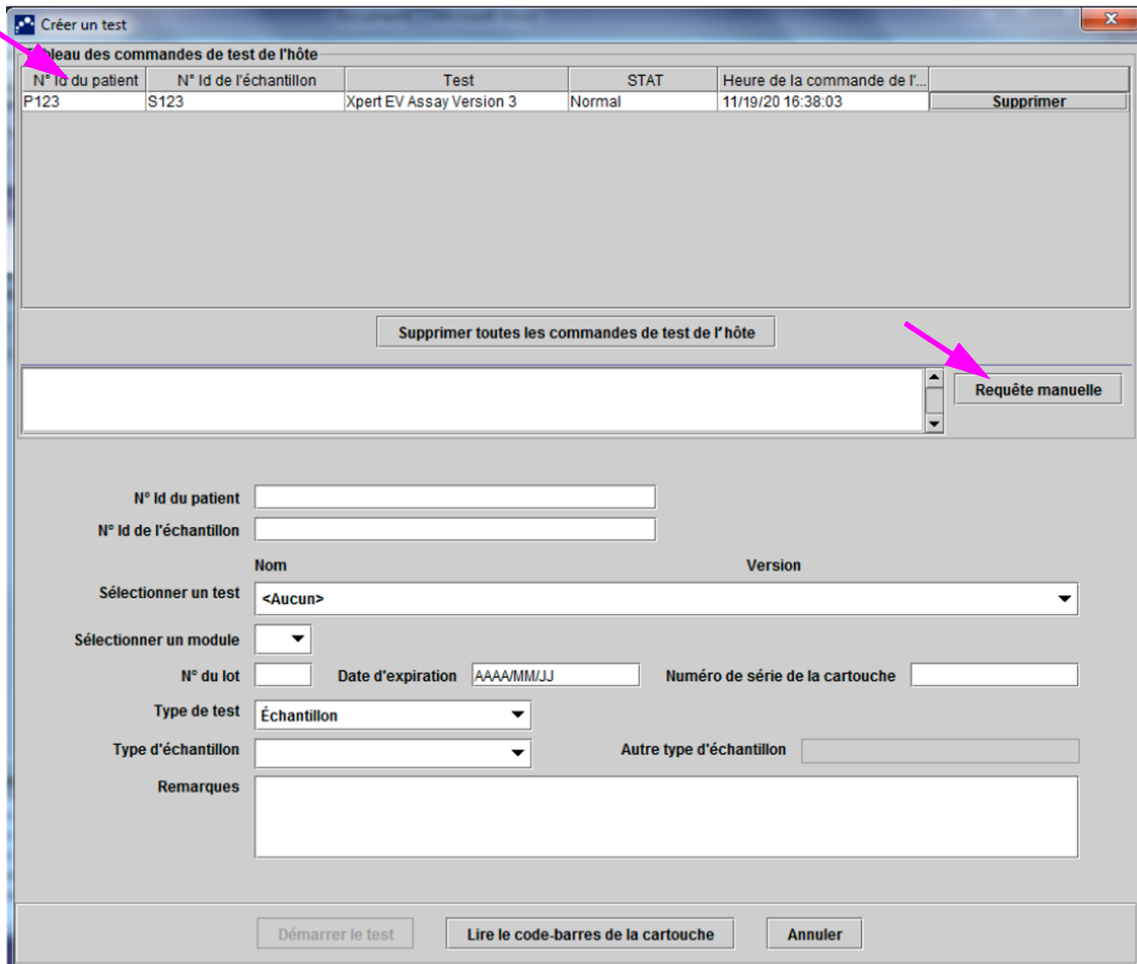 Créer un test
Tableau des commandes de test de l'hôte
N° Id du patient N° Id de l'échantillon Test STAT Heure de la commande de l'...
P123 S123 Xpert EV Assay Version 3 Normal 11/19/20 16:38:03 Supprimer
Supprimer toutes les commandes de test de l'hôte
Requête manuelle
N° Id du patient
N° Id de l'échantillon
Nom Version
Sélectionner un test <Aucun>
Sélectionner un module
N° du lot Date d'expiration AAAA/MM/JJ Numéro de série de la cartouche
Type de test Échantillon
Type d'échantillon Autre type d'échantillon
Remarques
Démarrer le test Lire le code-barres de la cartouche Annuler